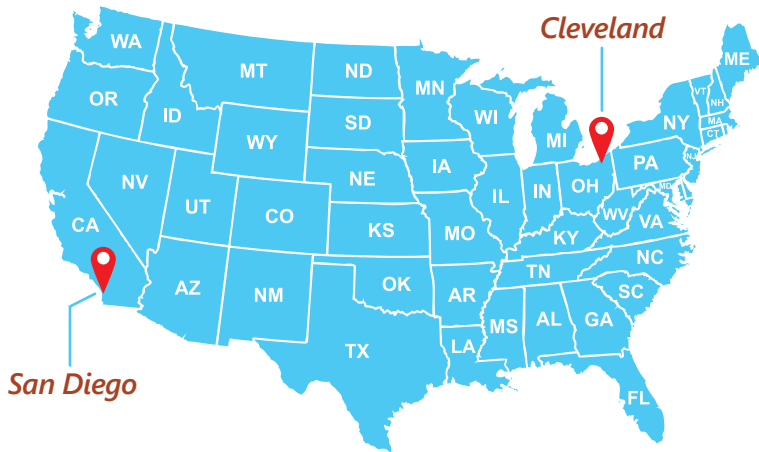 Cleveland
WA
ME
MT
ND
MN
VT
NH
OR
ID
WI
NY
MA
SD
MI
CT
WY
IA
PA
NJ
NE
OH
NV
IL
IN
MD
UT
CO
WV
VA
CA
KS
MO
KY
NC
TN
AZ
NM
OK
AR
SC
MS
AL
GA
TX
LA
San Diego
FL